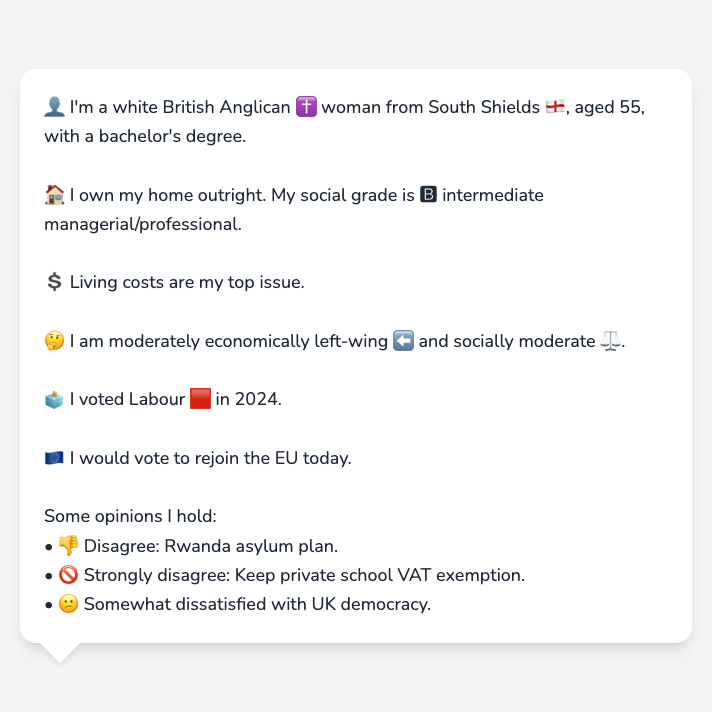 👤 I'm a white British Anglican ✝️ woman from South Shields 🏴󠁧󠁢󠁥󠁮󠁧󠁿, aged 55,
with a bachelor's degree.
🏠 I own my home outright. My social grade is 🅱 intermediate
managerial/professional.
💲 Living costs are my top issue.
🤔 I am moderately economically left-wing ⬅️ and socially moderate ⚖️.
🗳️ I voted Labour 🟥 in 2024.
🇪🇺 I would vote to rejoin the EU today.
Some opinions I hold:
• 👎 Disagree: Rwanda asylum plan.
• 🚫 Strongly disagree: Keep private school VAT exemption.
• 😕 Somewhat dissatisfied with UK democracy.